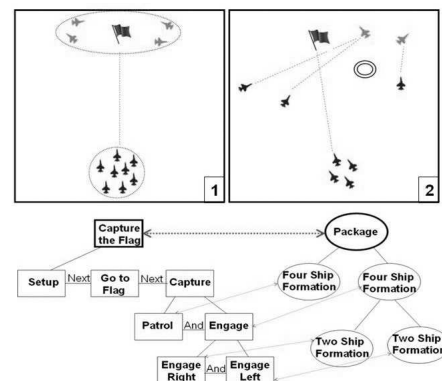 1
2
Capture
the Flag
Package
Setup
Next
Go to
Flag
Next
Capture
Four Ship
Formation
Four Ship
Formation
Patrol
And
Engage
Two Ship
Formation
Two Ship
Formation
Engage
Right
And
Engage
Left